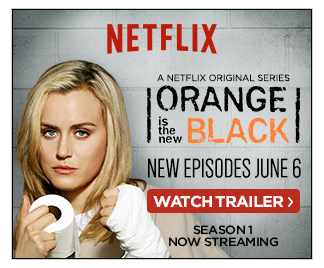 NETFLIX
A NETFLIX ORIGINAL SERIES
ORANGE
is the new BLACK
NEW EPISODES JUNE 6
WATCH TRAILER >
SEASON 1
NOW STREAMING